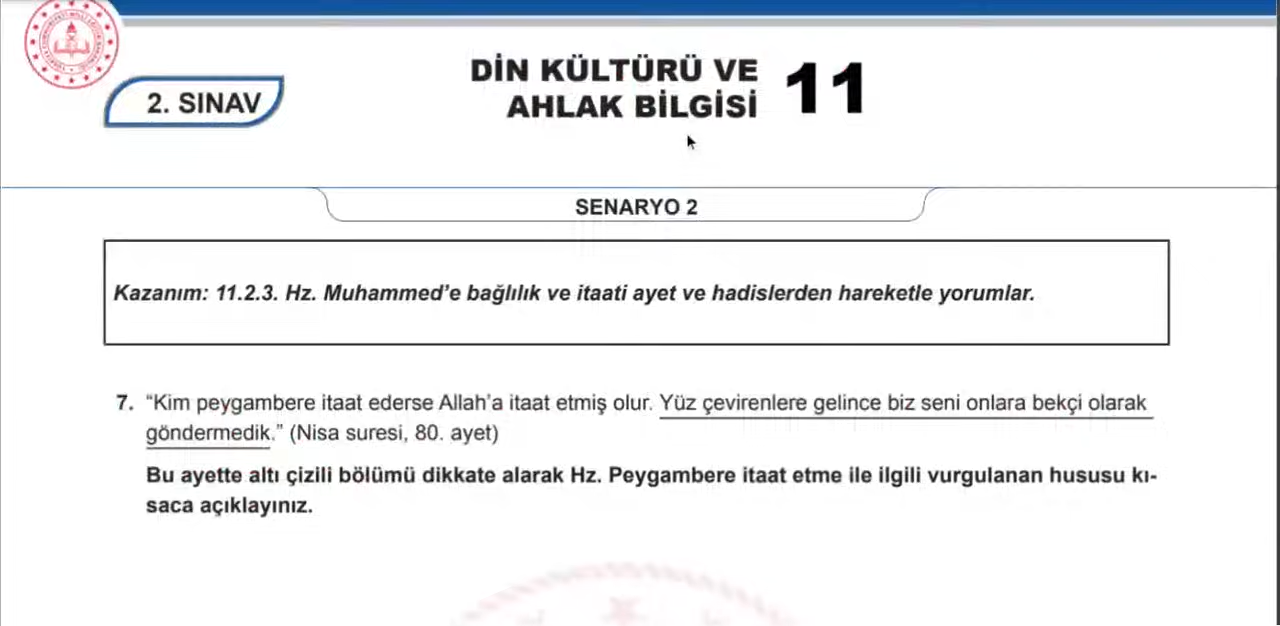 2. SINAV
DİN KÜLTÜRÜ VE
AHLAK BİLGİSİ
11
SENARYO 2
Kazanım: 11.2.3. Hz. Muhammed'e bağlılık ve itaati ayet ve hadislerden hareketle yorumlar.
7. “Kim peygambere itaat ederse Allah'a itaat etmiş olur. Yüz çevirenlere gelince biz seni onlara bekçi olarak
göndermedik.” (Nisa suresi, 80. ayet)
Bu ayette altı çizili bölümü dikkate alarak Hz. Peygambere itaat etme ile ilgili vurgulanan hususu kı-
saca açıklayınız.